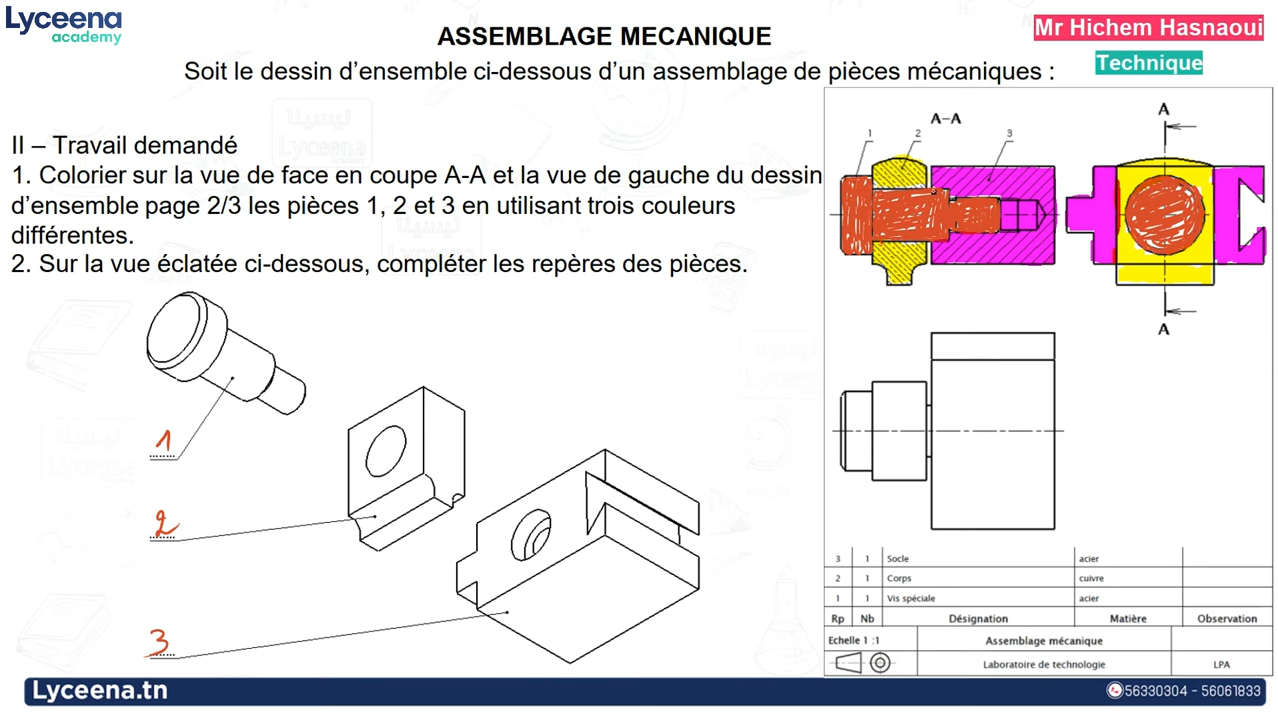 Lyceena
academy
ASSEMBLAGE MECANIQUE
Mr Hichem Hasnaoui
Technique
Soit le dessin d’ensemble ci-dessous d’un assemblage de pièces mécaniques :
II – Travail demandé
1. Colorier sur la vue de face en coupe A-A et la vue de gauche du dessin
d’ensemble page 2/3 les pièces 1, 2 et 3 en utilisant trois couleurs
différentes.
2. Sur la vue éclatée ci-dessous, compléter les repères des pièces.
1
2
3
A-A
1 2 3
A
A
3 1 Socle acier
2 1 Corps cuivre
1 1 Vis spéciale acier
Rp Nb Désignation Matière Observation
Echelle 1 :1 Assemblage mécanique
Laboratoire de technologie LPA
Lyceena.tn
56330304 - 56061833